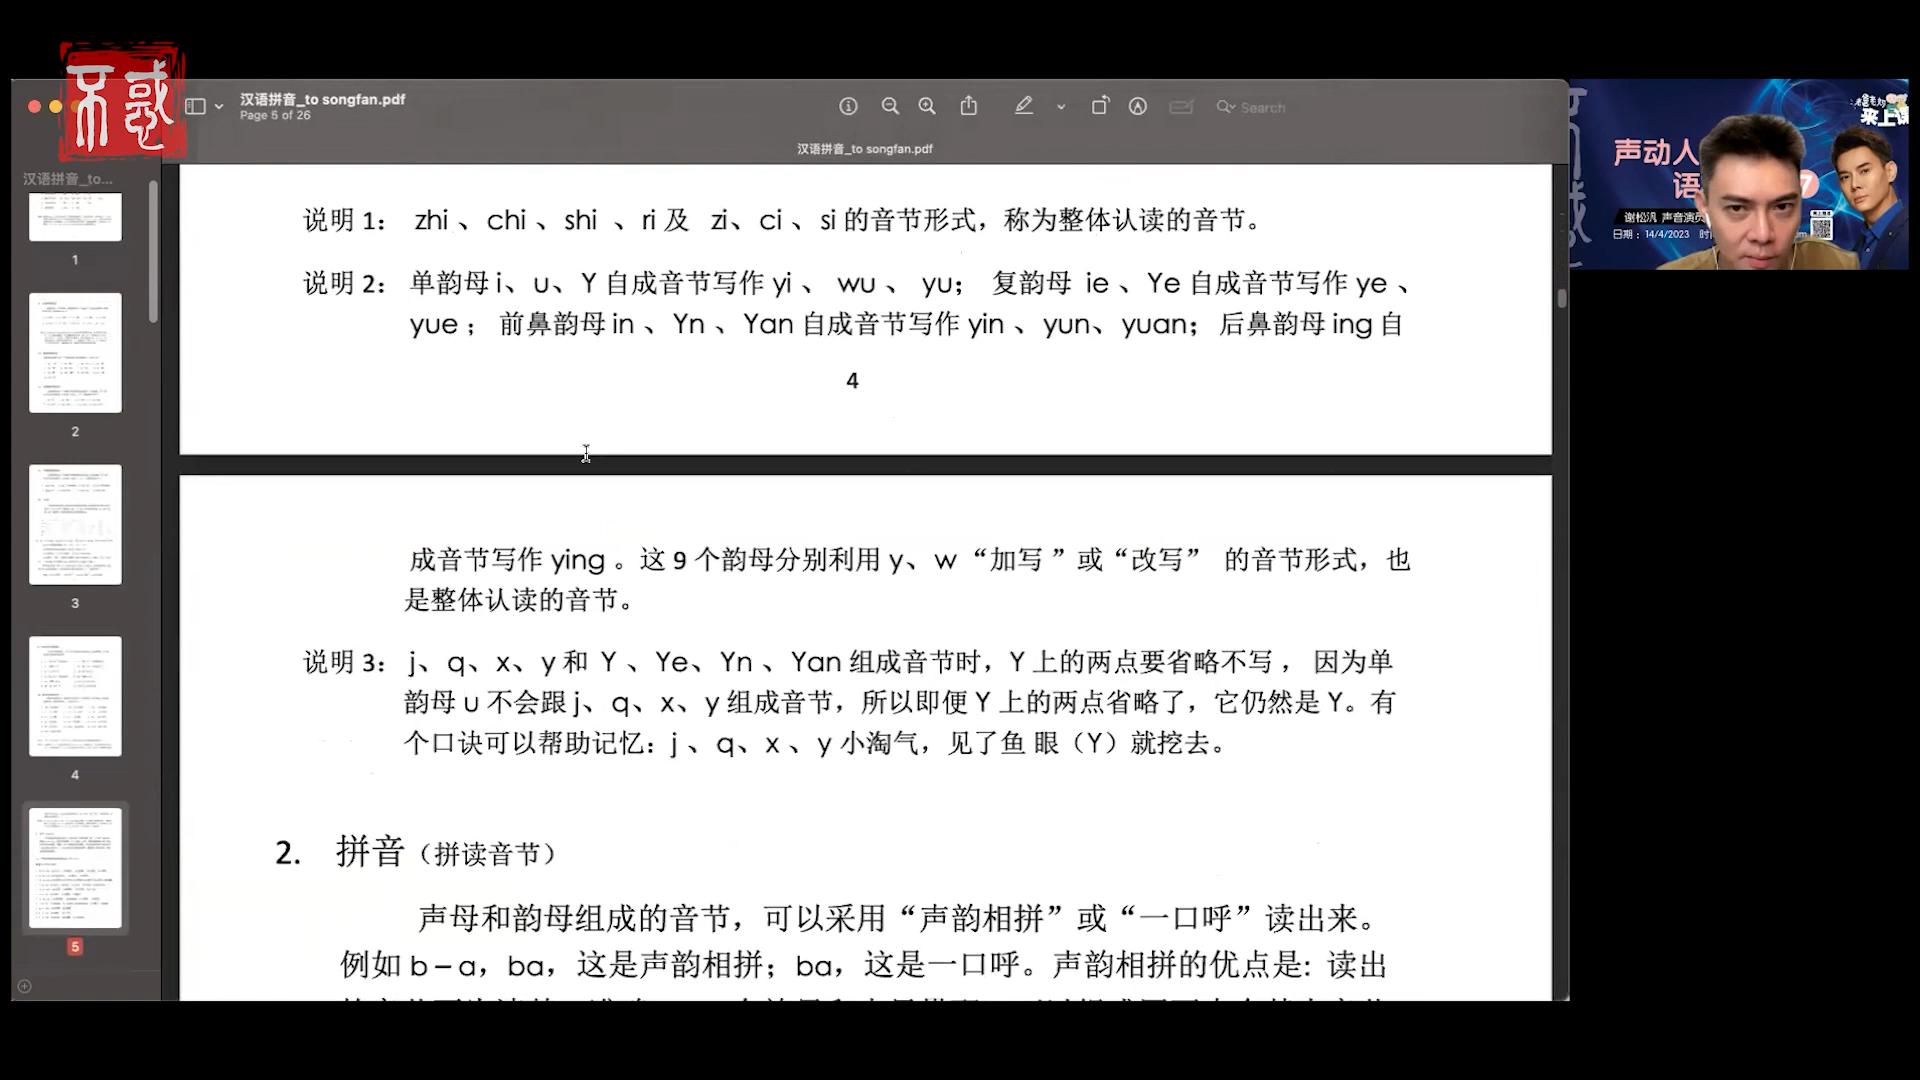 不惑
汉语拼音_to songfan.pdf
Page 5 of 26
Search
汉语拼音_to songfan.pdf
汉语拼音_to...
1
2
3
4
5
说明 1： zhi 、chi 、shi 、ri 及 zi、ci 、si 的音节形式，称为整体认读的音节。
说明 2： 单韵母 i、u、Y 自成音节写作 yi 、 wu 、 yu； 复韵母 ie 、Ye 自成音节写作 ye 、
yue ； 前鼻韵母 in 、Yn 、Yan 自成音节写作 yin 、yun、yuan；后鼻韵母 ing 自
4
成音节写作 ying 。这 9 个韵母分别利用 y、w “加写 ”或“改写” 的音节形式，也
是整体认读的音节。
说明 3： j、q、x、y 和 Y 、Ye、Yn 、Yan 组成音节时，Y 上的两点要省略不写 ， 因为单
韵母 u 不会跟 j、q、x、y 组成音节，所以即便 Y 上的两点省略了，它仍然是 Y。有
个口诀可以帮助记忆：j 、q、x 、y 小淘气，见了鱼 眼（Y）就挖去。
2. 拼音（拼读音节）
声母和韵母组成的音节，可以采用“声韵相拼”或“一口呼”读出来。
例如 b – a，ba，这是声韵相拼；ba，这是一口呼。声韵相拼的优点是: 读出
来上课
声动人
语
7
谢松汎 声音演员
日期：14/4/2023